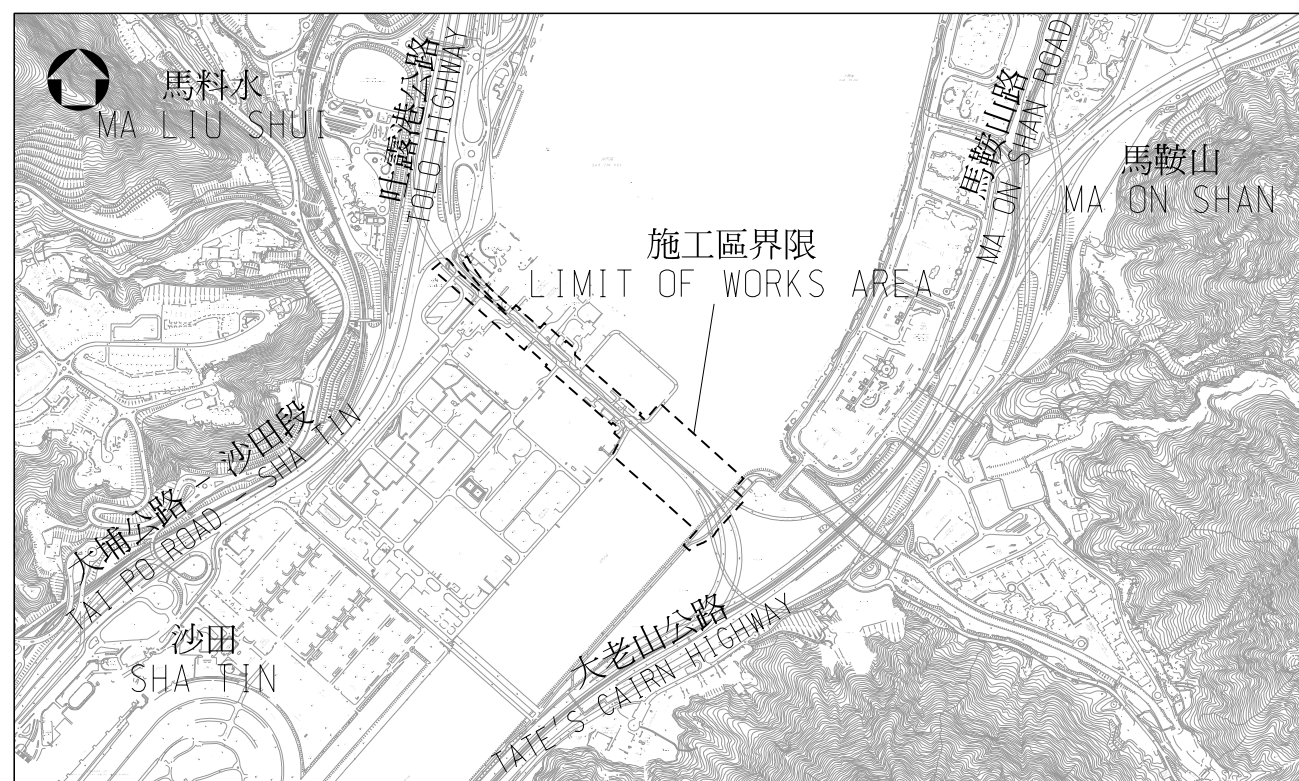 馬料水
MA LIU SHUI
吐露港公路
TOLO HIGHWAY
馬鞍山路
MA ON SHAN ROAD
馬鞍山
MA ON SHAN
施工區界限
LIMIT OF WORKS AREA
大埔公路 - 沙田段
TAI PO ROAD - SHA TIN
沙田
SHA TIN
大老山公路
TATE'S CAIRN HIGHWAY